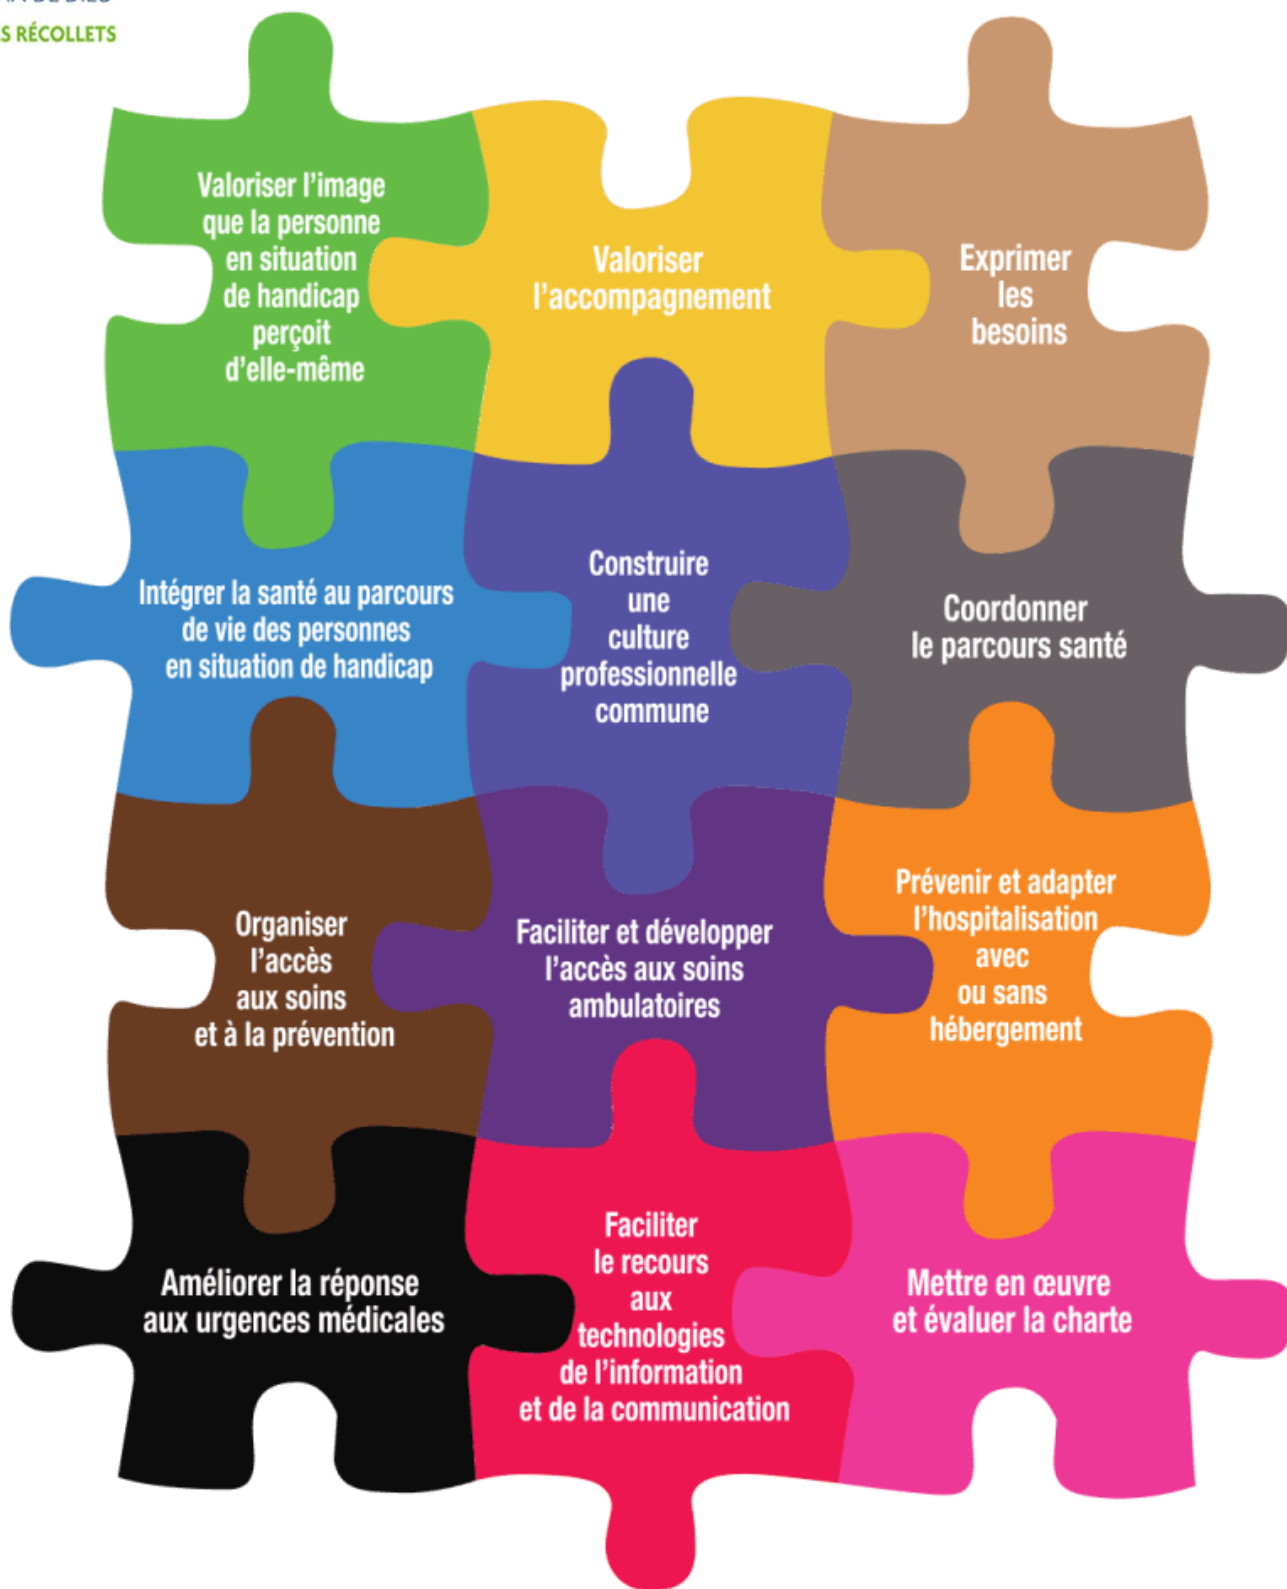 DE DIEU
RÉCOLLETS
Valoriser l’image
que la personne
en situation
de handicap
perçoit
d’elle-même
Valoriser
l’accompagnement
Exprimer
les
besoins
Intégrer la santé au parcours
de vie des personnes
en situation de handicap
Construire
une
culture
professionnelle
commune
Coordonner
le parcours santé
Organiser
l’accès
aux soins
et à la prévention
Faciliter et développer
l’accès aux soins
ambulatoires
Prévenir et adapter
l’hospitalisation
avec
ou sans
hébergement
Améliorer la réponse
aux urgences médicales
Faciliter
le recours
aux
technologies
de l’information
et de la communication
Mettre en œuvre
et évaluer la charte